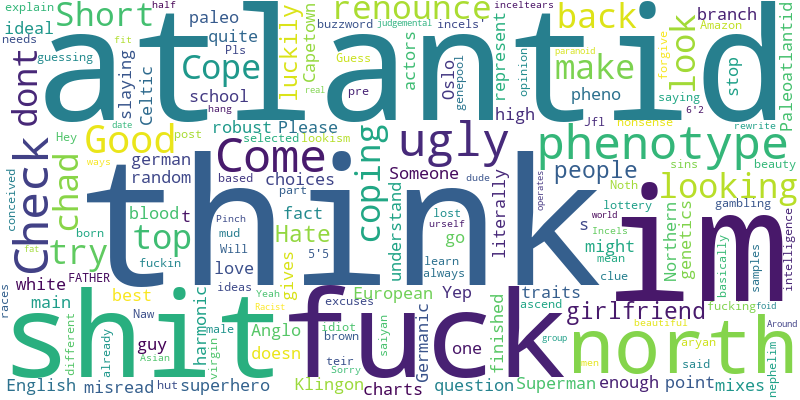 explain
half
inceltears
Short
paleo
buzzword
judgemental
incels'
renounce
back
branch
ideal
needs
fit
quite
Pls
luckily
Capetown
actors
represent
opinion
paranoid
forgive
look
Amazon
Paleoatlantid
guessing
slaying
Celtic
Cope
Guess
Oslo
genepool
make
stop
atlantid
dont
school
hang
real
pre
pheno
saying
6'2
Hey
date
post
robust
Please
high
Jfl
nonsense
rewrite
Check
Good
ways
german
selected
lookism
coping
ugly
phenotype
beauty
sins
random
Come
choices
based
part
Someone
people
Noth
looking
conceived
chad
blood
t
fact
understand
literally
operates
s
lottery
gambling
try
top
mud
Hate
lost
urself
dude
might
Northern
genetics
born
Will
Pinch
5’5
go
world
Incels
mean
clue
basically
samples
intelligence
fat
fuckin
love
ideas
gives
learn
always
think
im
white
FATHER
races
main
best
Yep
European
excuses
traits
ascend
fucking
foid
Naw
Yeah
Racist
girlfriend
beautiful
Around
shit
fuck
north
different
already
guy
Asian
male
virgin
harmonic
Anglo
doesn
idiot
brown
saiyan
Germanic
one
finished
group
men
aryan
said
teir
Sorry
English
misread
hut
superhero
Klingon
charts
question
Superman
enough
point
mixes
nephelim